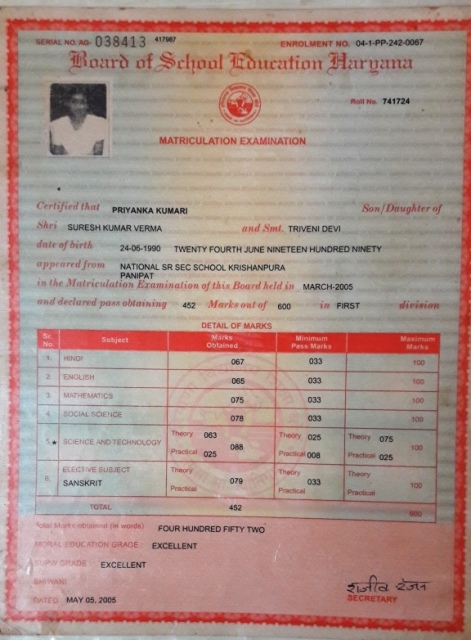 SERIAL NO. AG- 038413 417987
ENROLMENT NO. 04-1-PP-242-0067
Board of School Education Haryana
Roll No. 741724
MATRICULATION EXAMINATION
Certified that PRIYANKA KUMARI Son/Daughter of
Shri SURESH KUMAR VERMA and Smt. TRIVENI DEVI
date of birth 24-06-1990 TWENTY FOURTH JUNE NINETEEN HUNDRED NINETY
appeared from NATIONAL SR SEC SCHOOL KRISHANPURA
PANIPAT
in the Matriculation Examination of this Board held in MARCH-2005
and declared pass obtaining 452 Marks out of 600 in FIRST division
DETAIL OF MARKS
Sr. No. Subject Marks Obtained Minimum Pass Marks Maximum Marks
1. HINDI 067 033 100
2. ENGLISH 065 033 100
3. MATHEMATICS 075 033 100
4. SOCIAL SCIENCE 078 033 100
5.* SCIENCE AND TECHNOLOGY Theory 063 Practical 025 088 Theory 025 Practical 008 Theory 075 Practical 025 100
6. ELECTIVE SUBJECT SANSKRIT Theory Practical 079 Theory Practical 033 Theory Practical 100
TOTAL 452 600
Total Marks obtained (in words) FOUR HUNDRED FIFTY TWO
MORAL EDUCATION GRADE: EXCELLENT
SUPW GRADE: EXCELLENT
BHIWANI
DATED MAY 05, 2005
राजीव रंजन
SECRETARY